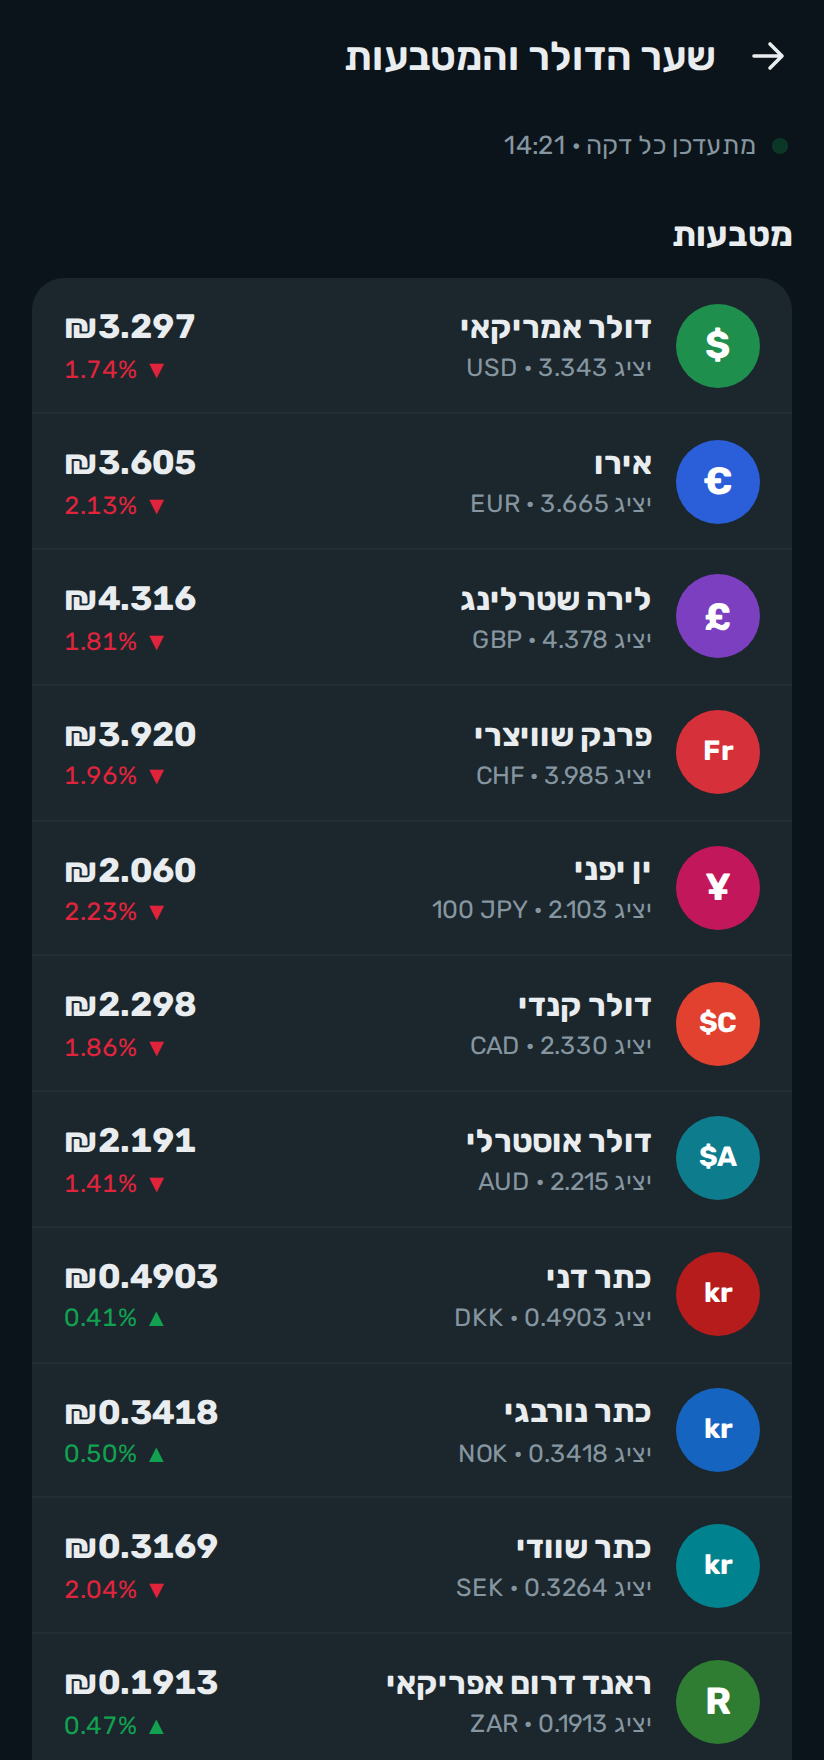 שער הדולר והמטבעות
מתעדכן כל דקה • 14:21
מטבעות
$ דולר אמריקאי ₪3.297
יציג 3.343 • USD ▼ 1.74%
€ אירו ₪3.605
יציג 3.665 • EUR ▼ 2.13%
£ לירה שטרלינג ₪4.316
יציג 4.378 • GBP ▼ 1.81%
Fr פרנק שוויצרי ₪3.920
יציג 3.985 • CHF ▼ 1.96%
¥ ין יפני ₪2.060
יציג 2.103 • 100 JPY ▼ 2.23%
$C דולר קנדי ₪2.298
יציג 2.330 • CAD ▼ 1.86%
$A דולר אוסטרלי ₪2.191
יציג 2.215 • AUD ▼ 1.41%
kr כתר דני ₪0.4903
יציג 0.4903 • DKK ▲ 0.41%
kr כתר נורבגי ₪0.3418
יציג 0.3418 • NOK ▲ 0.50%
kr כתר שוודי ₪0.3169
יציג 0.3264 • SEK ▼ 2.04%
R ראנד דרום אפריקאי ₪0.1913
יציג 0.1913 • ZAR ▲ 0.47%